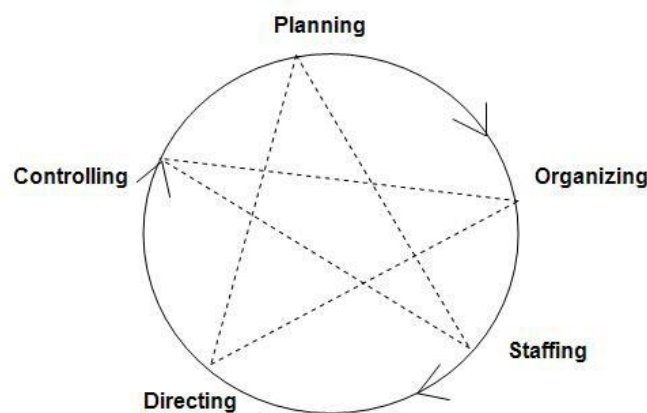 Planning
Controlling
Organizing
Staffing
Directing